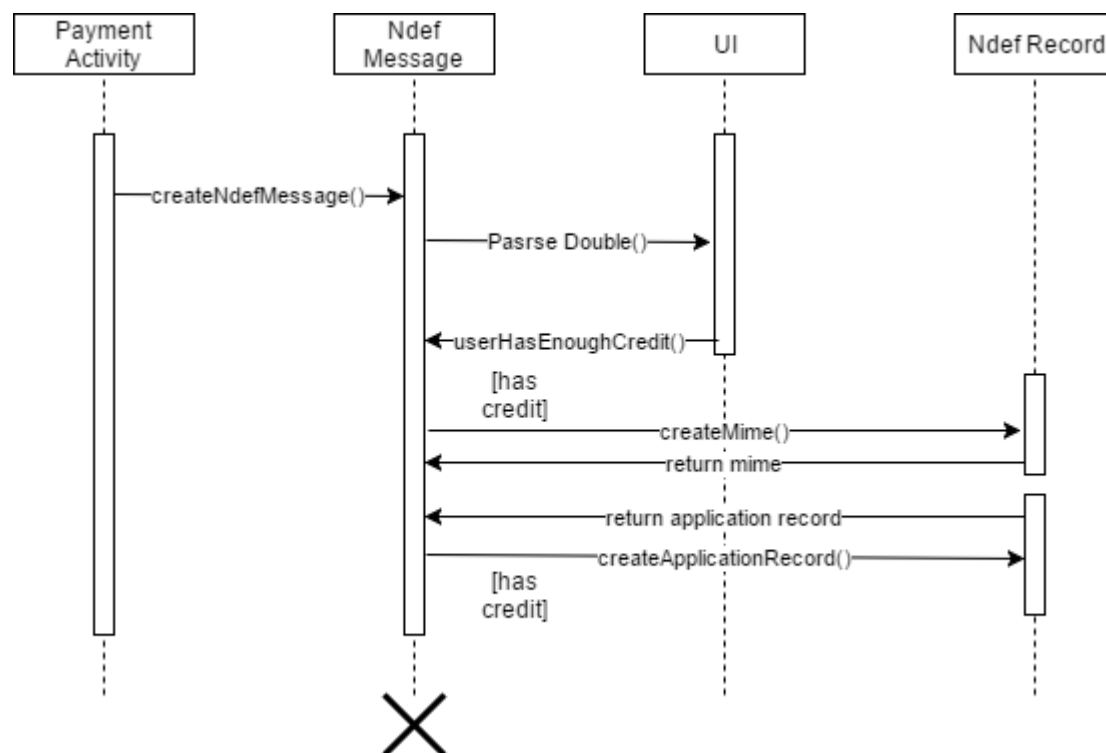 Payment
Activity
Ndef
Message
UI
Ndef Record
createNdefMessage()
Pasrse Double()
userHasEnoughCredit()
[has
credit]
createMime()
return mime
return application record
createApplicationRecord()
[has
credit]